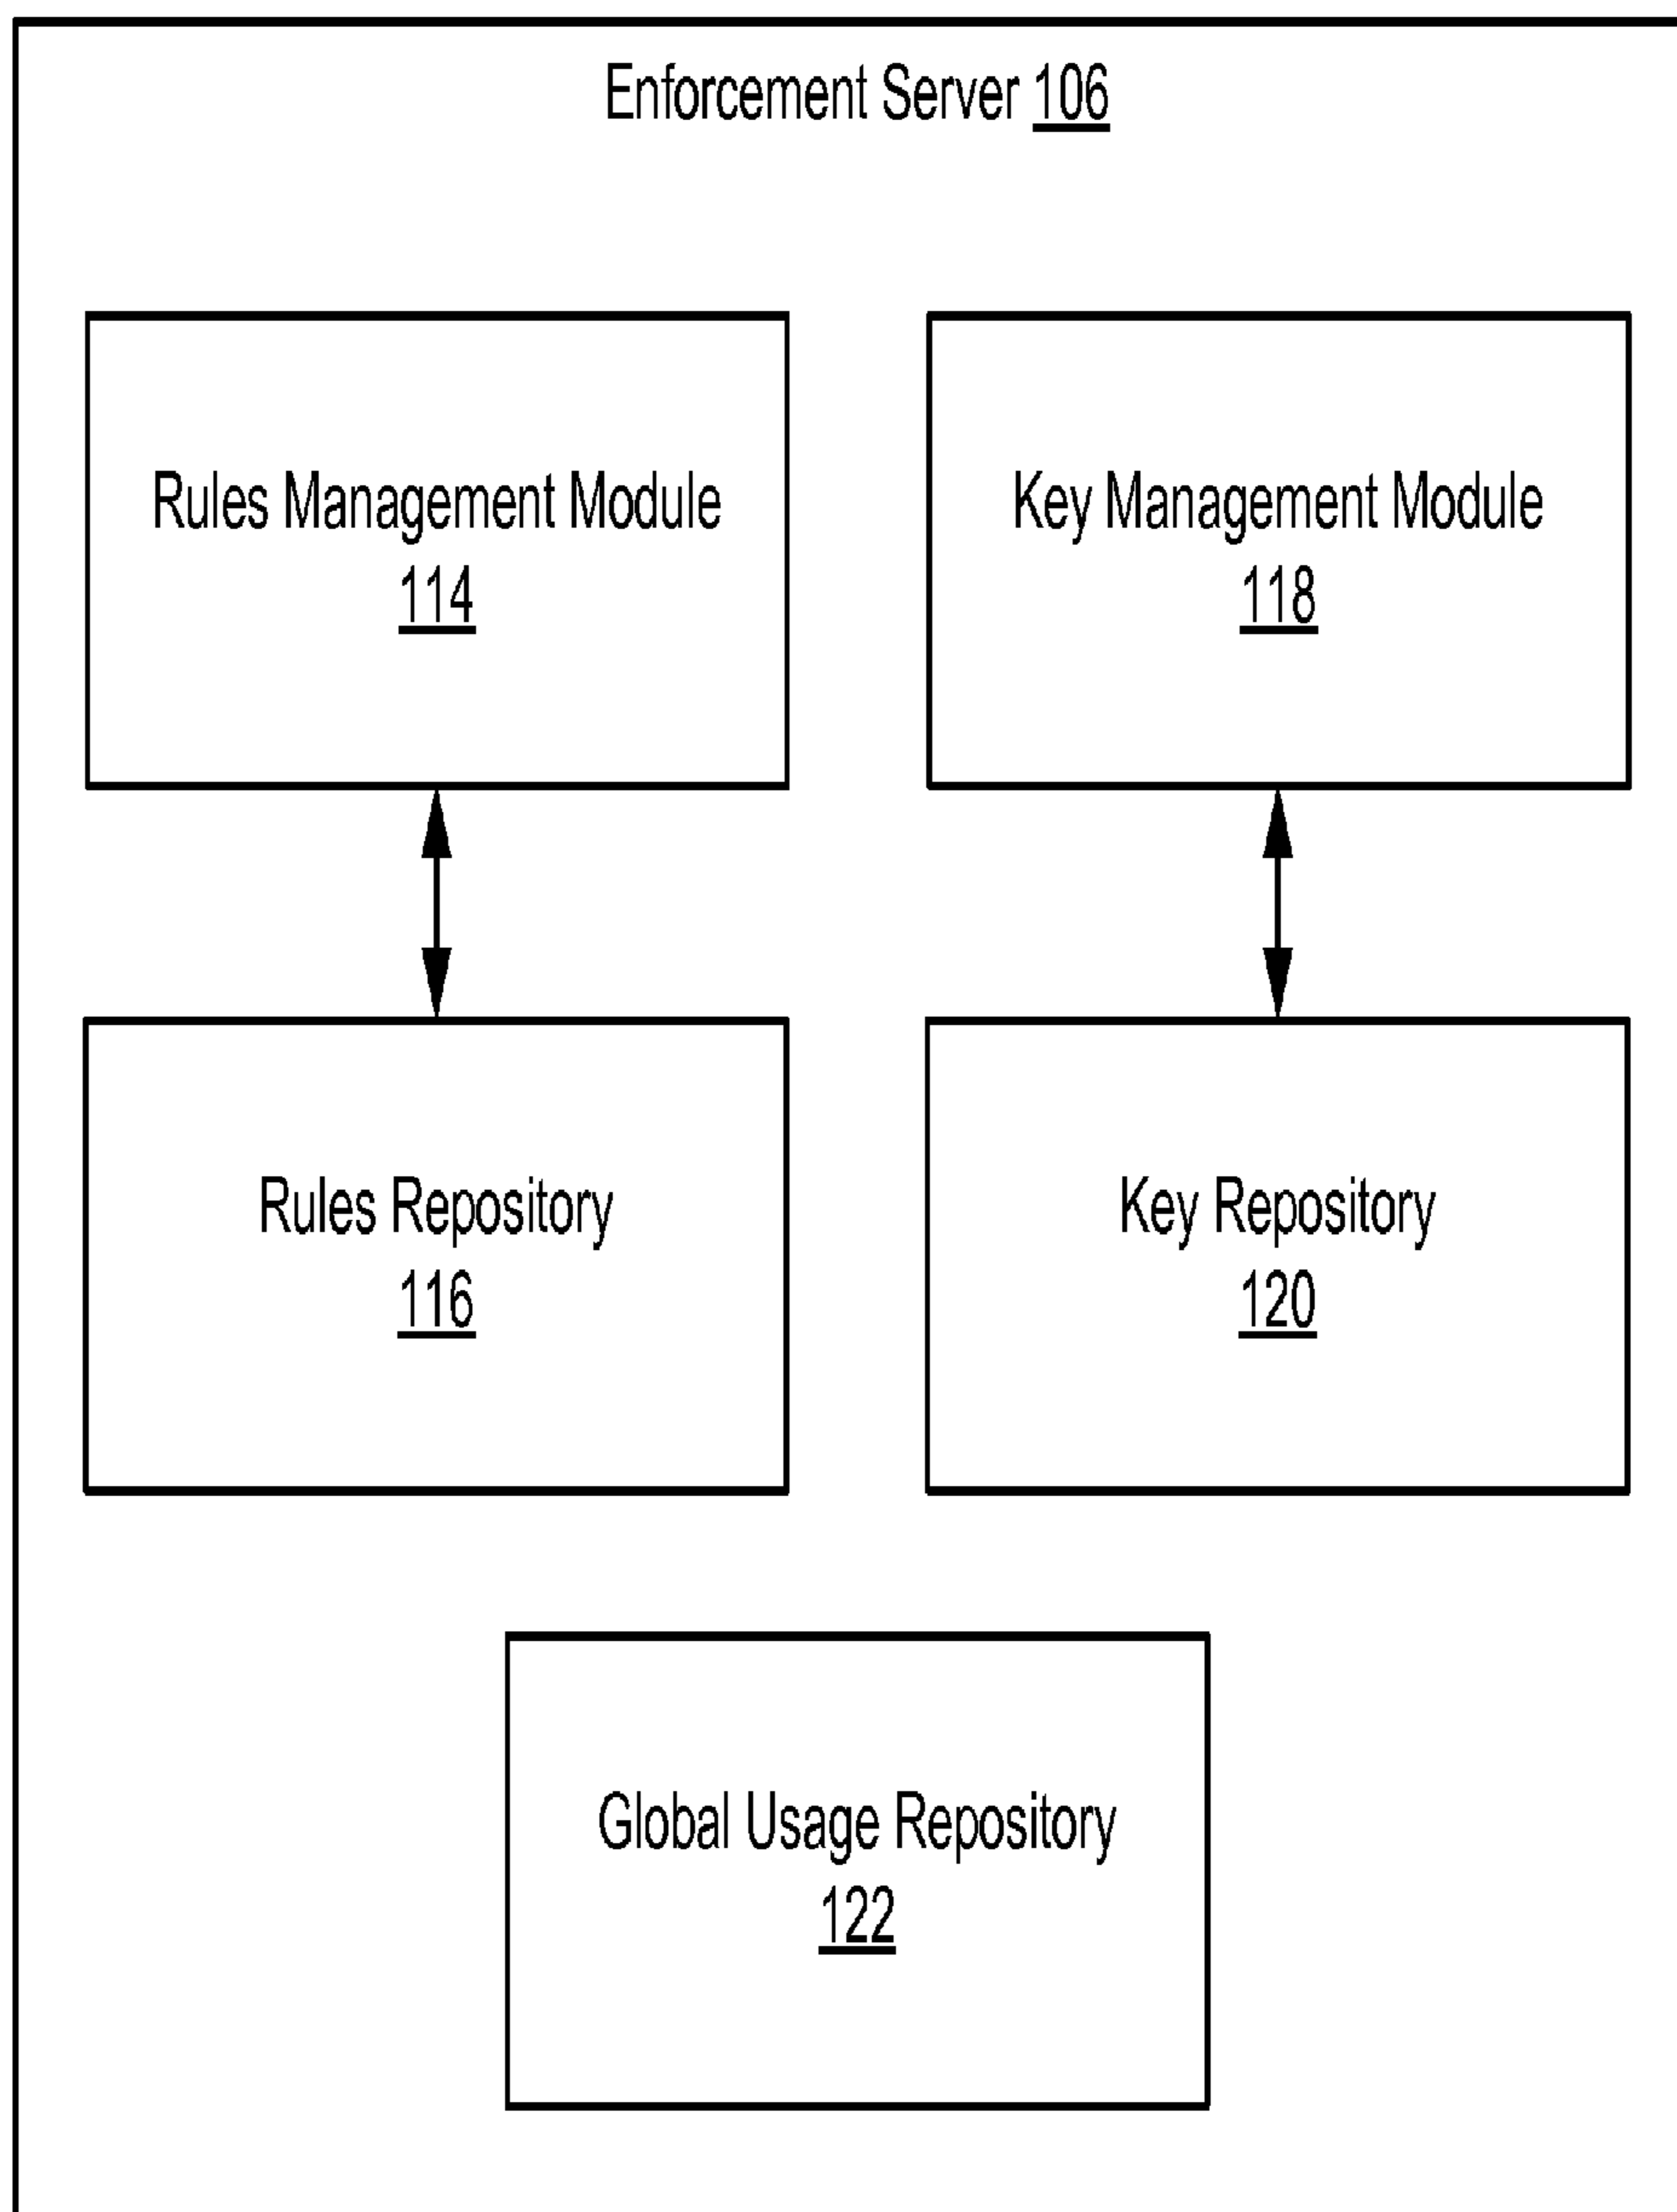 Enforcement Server 106
Rules Management Module
114
Key Management Module
118
Rules Repository
116
Key Repository
120
Global Usage Repository
122